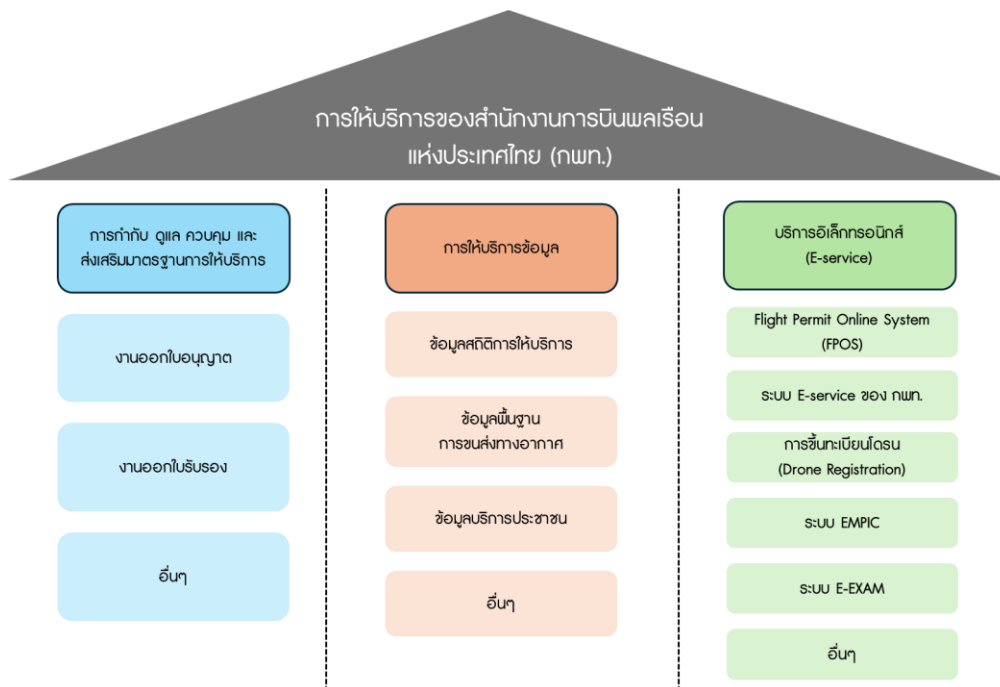 การให้บริการของสำนักงานการบินพลเรือน
แห่งประเทศไทย (กพท.)
การกำกับ ดูแล ควบคุม และ
ส่งเสริมมาตรฐานการให้บริการ
งานออกใบอนุญาต
งานออกใบรับรอง
อื่นๆ
การให้บริการข้อมูล
ข้อมูลสถิติการให้บริการ
ข้อมูลพื้นฐาน
การขนส่งทางอากาศ
ข้อมูลบริการประชาชน
อื่นๆ
บริการอิเล็กทรอนิกส์
(E-service)
Flight Permit Online System
(FPOS)
ระบบ E-service ของ กพท.
การขึ้นทะเบียนโดรน
(Drone Registration)
ระบบ EMPIC
ระบบ E-EXAM
อื่นๆ